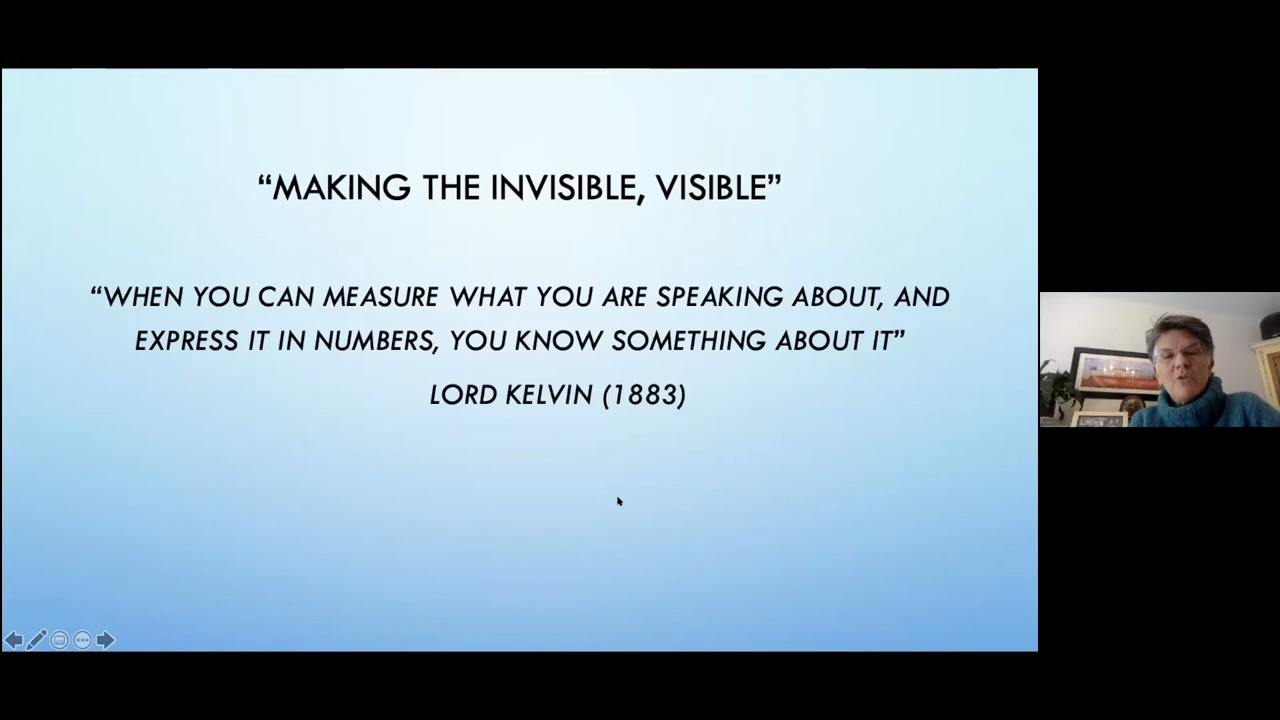 “MAKING THE INVISIBLE, VISIBLE”
“WHEN YOU CAN MEASURE WHAT YOU ARE SPEAKING ABOUT, AND
EXPRESS IT IN NUMBERS, YOU KNOW SOMETHING ABOUT IT”
LORD KELVIN (1883)